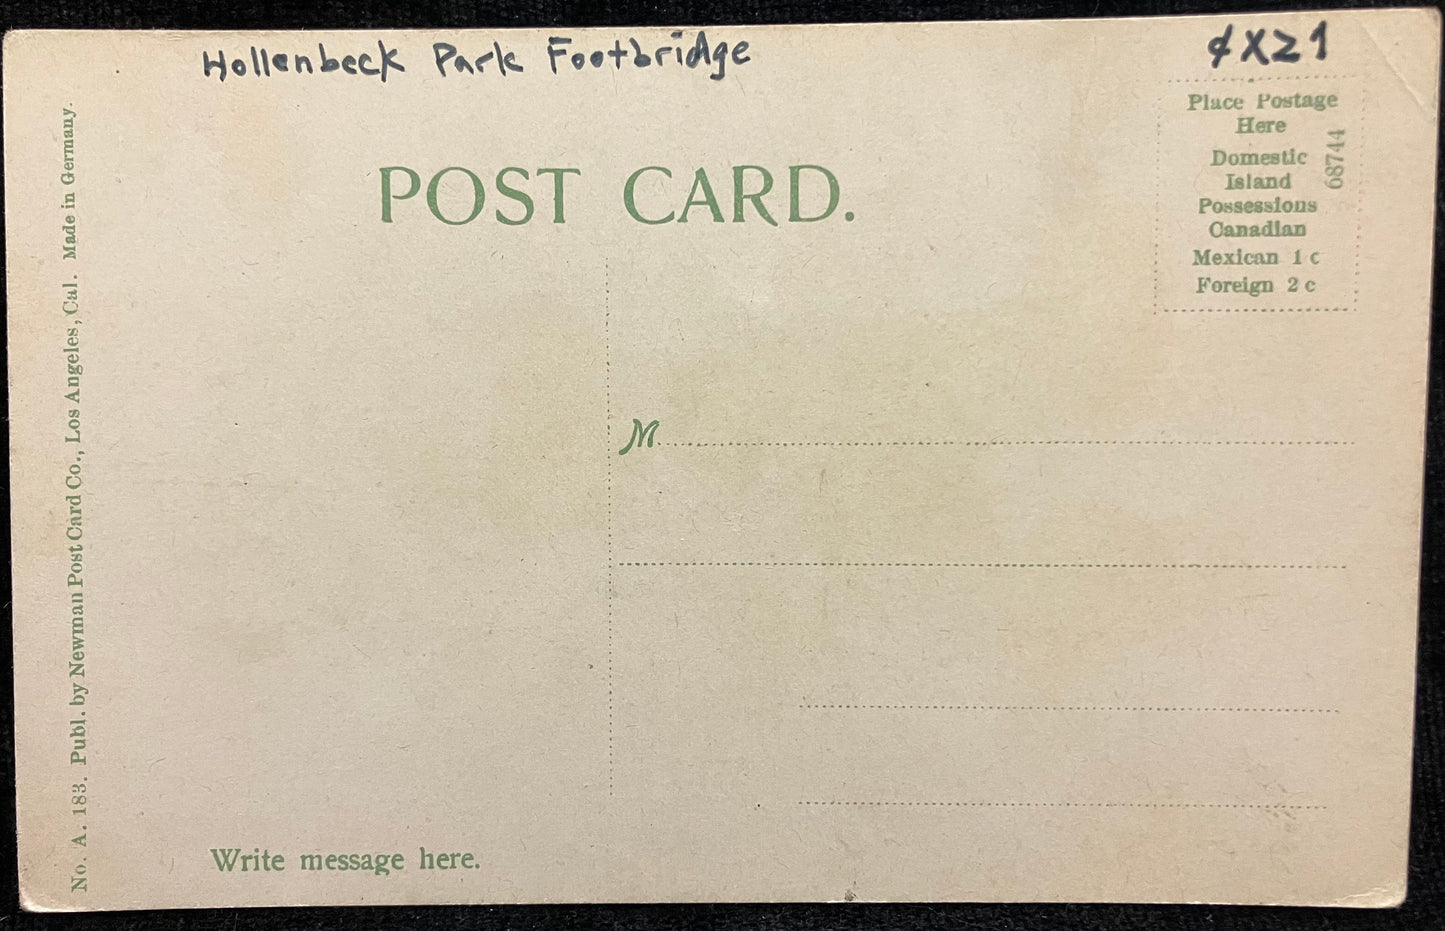 Hollenbeck Park Footbridge
¢XZ1
POST CARD.
Place Postage
Here
Domestic
Island
Possessions
Canadian
Mexican 1 c
Foreign 2 c
68744
M
Write message here.
No. A. 183. Publ. by Newman Post Card Co., Los Angeles, Cal. Made in Germany.